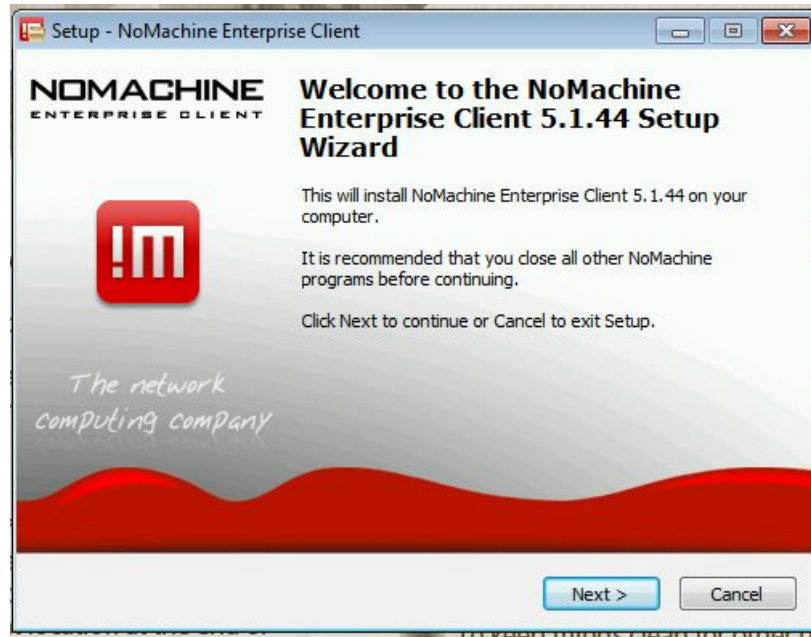 Setup - NoMachine Enterprise Client
NOMACHINE
ENTERPRISE CLIENT
Welcome to the NoMachine
Enterprise Client 5.1.44 Setup
Wizard
This will install NoMachine Enterprise Client 5.1.44 on your
computer.
It is recommended that you close all other NoMachine
programs before continuing.
Click Next to continue or Cancel to exit Setup.
!m
The network
computing company
Next >
Cancel